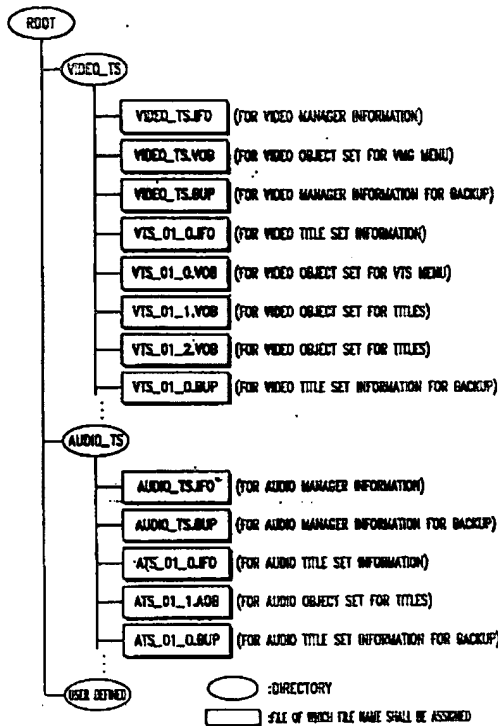 ROOT
VIDEO_TS
VIDEO_TS.IFO (FOR VIDEO MANAGER INFORMATION)
VIDEO_TS.VOB (FOR VIDEO OBJECT SET FOR VMG MENU)
VIDEO_TS.BUP (FOR VIDEO MANAGER INFORMATION FOR BACKUP)
VTS_01_0.IFO (FOR VIDEO TITLE SET INFORMATION)
VTS_01_0.VOB (FOR VIDEO OBJECT SET FOR VTS MENU)
VTS_01_1.VOB (FOR VIDEO OBJECT SET FOR TITLES)
VTS_01_2.VOB (FOR VIDEO OBJECT SET FOR TITLES)
VTS_01_0.BUP (FOR VIDEO TITLE SET INFORMATION FOR BACKUP)
AUDIO_TS
AUDIO_TS.IFO (FOR AUDIO MANAGER INFORMATION)
AUDIO_TS.BUP (FOR AUDIO MANAGER INFORMATION FOR BACKUP)
ATS_01_0.IFO (FOR AUDIO TITLE SET INFORMATION)
ATS_01_1.AOB (FOR AUDIO OBJECT SET FOR TITLES)
ATS_01_0.BUP (FOR AUDIO TITLE SET INFORMATION FOR BACKUP)
USER DEFINED
:DIRECTORY
:FILE OF WHICH FILE NAME SHALL BE ASSIGNED